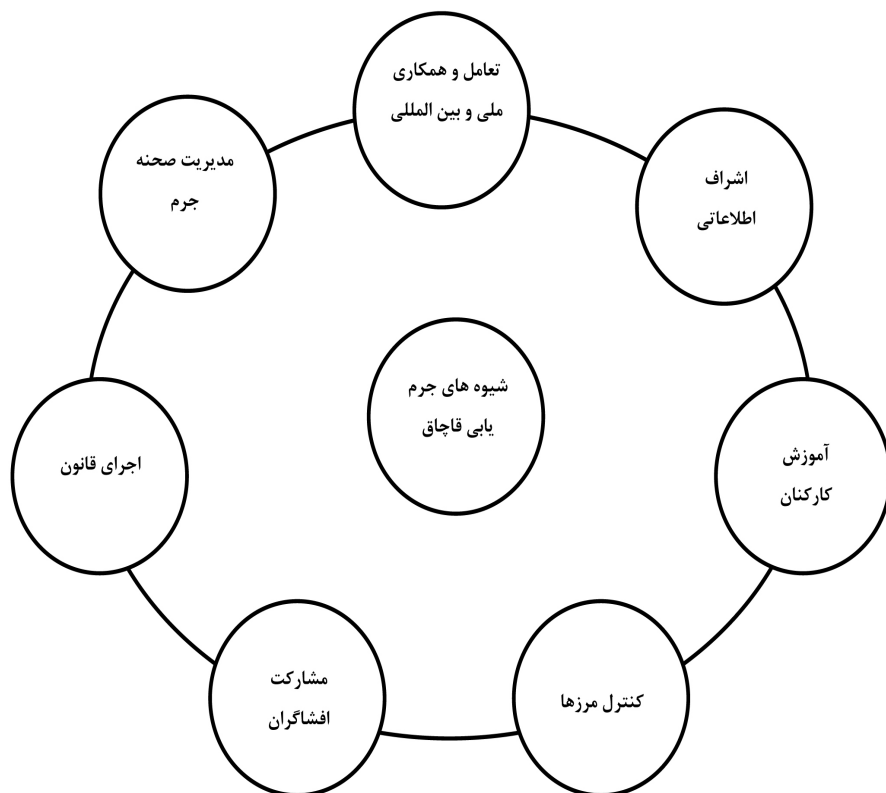 تعامل و همکاری
ملی و بین المللی
اشراف
اطلاعاتی
آموزش
کارکنان
کنترل مرزها
مشارکت
افشاگران
اجرای قانون
مدیریت صحنه
جرم
شیوه های جرم
یابی قاچاق